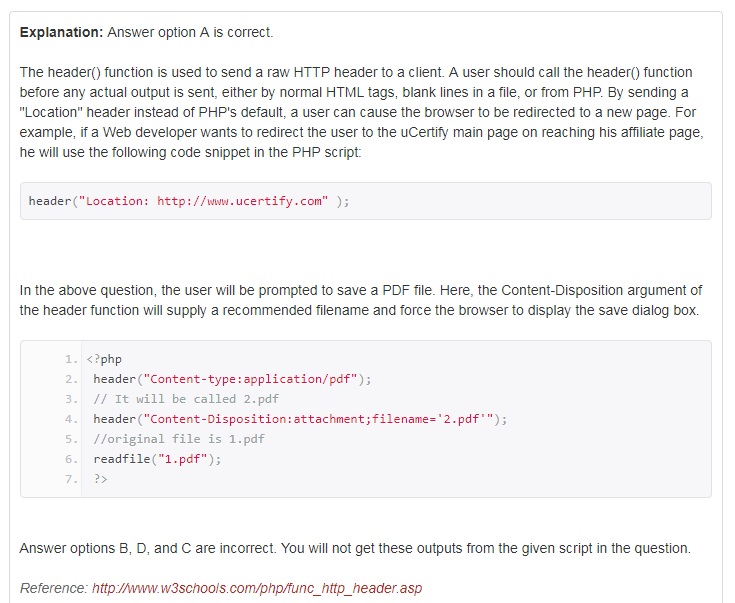 Explanation: Answer option A is correct.
The header() function is used to send a raw HTTP header to a client. A user should call the header() function
before any actual output is sent, either by normal HTML tags, blank lines in a file, or from PHP. By sending a
"Location" header instead of PHP's default, a user can cause the browser to be redirected to a new page. For
example, if a Web developer wants to redirect the user to the uCertify main page on reaching his affiliate page,
he will use the following code snippet in the PHP script:
header("Location: http://www.ucertify.com" );
In the above question, the user will be prompted to save a PDF file. Here, the Content-Disposition argument of
the header function will supply a recommended filename and force the browser to display the save dialog box.
1. <?php
2. header("Content-type:application/pdf");
3. // It will be called 2.pdf
4. header("Content-Disposition:attachment;filename='2.pdf'");
5. //original file is 1.pdf
6. readfile("1.pdf");
7. ?>
Answer options B, D, and C are incorrect. You will not get these outputs from the given script in the question.
Reference: http://www.w3schools.com/php/func_http_header.asp